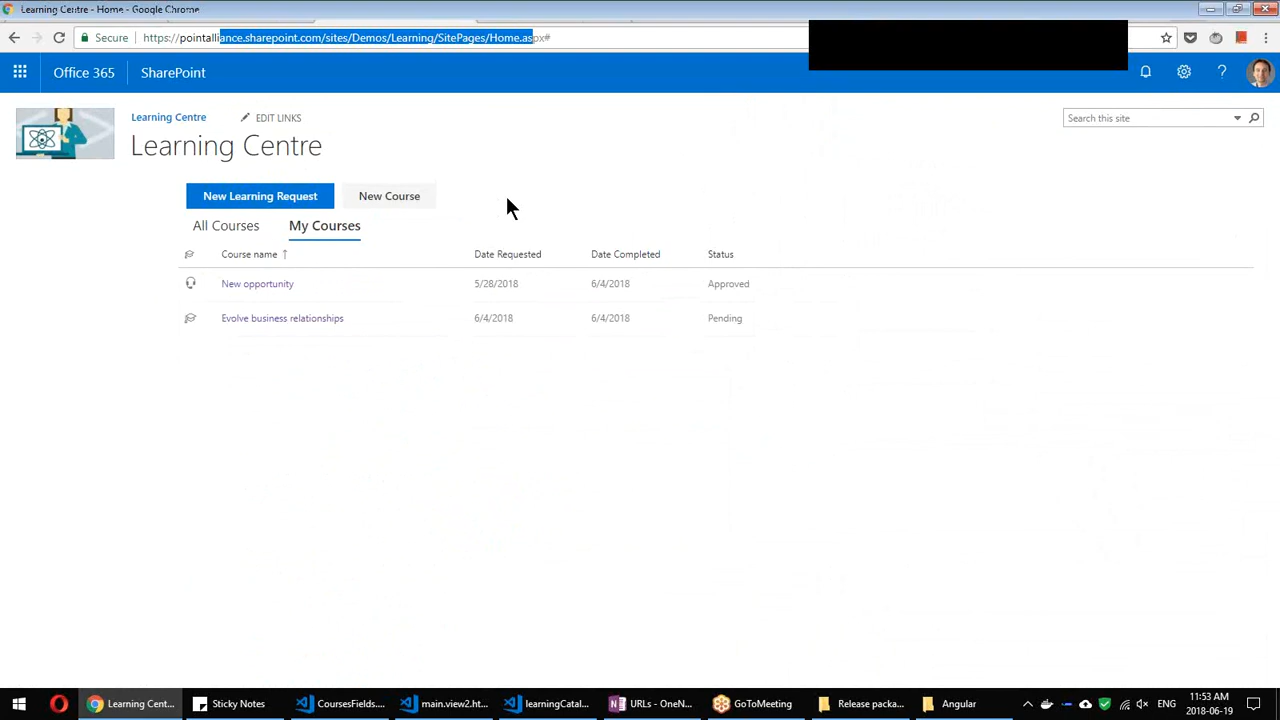 Learning Centre - Home - Google Chrome
Secure https://pointalliance.sharepoint.com/sites/Demos/Learning/SitePages/Home.aspx#
Office 365 SharePoint ?
Learning Centre EDIT LINKS
Search this site
Learning Centre
New Learning Request New Course
All Courses My Courses
Course name ↑ Date Requested Date Completed Status
New opportunity 5/28/2018 6/4/2018 Approved
Evolve business relationships 6/4/2018 6/4/2018 Pending
Learning Cent... Sticky Notes CoursesFields.... main.view2.ht... learningCatal... URLs - OneN... GoToMeeting Release packa... Angular ENG 11:53 AM
2018-06-19